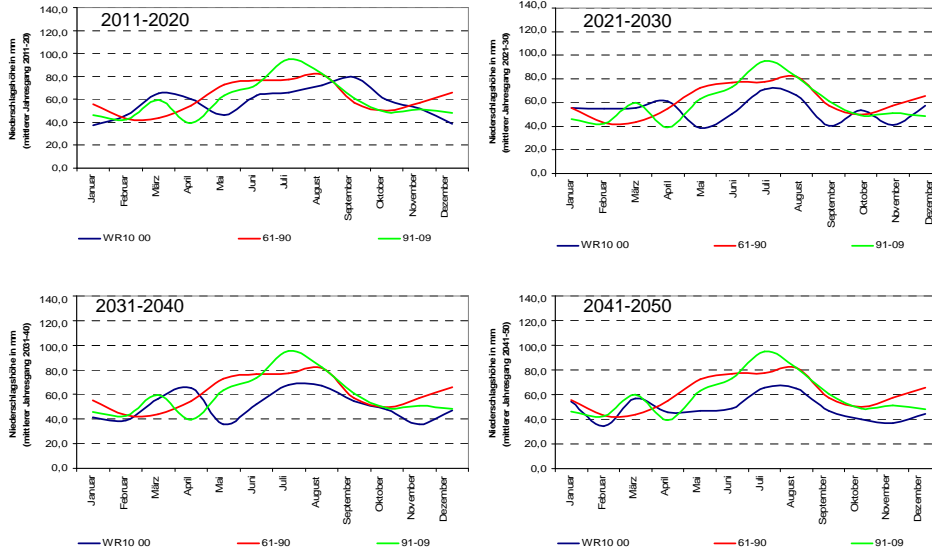 2011-2020
Niederschlagshöhe in mm
(mittlerer Jahresgang 2011-20)
140,0
120,0
100,0
80,0
60,0
40,0
20,0
0,0
Januar
Februar
März
April
Mai
Juni
Juli
August
September
Oktober
November
Dezember
WR10 00
61-90
91-09
2021-2030
Niederschlagshöhe in mm
(mittlerer Jahresgang 2021-30)
140,0
120,0
100,0
80,0
60,0
40,0
20,0
0,0
Januar
Februar
März
April
Mai
Juni
Juli
August
September
Oktober
November
Dezember
WR10 00
61-90
91-09
2031-2040
Niederschlagshöhe in mm
(mittlerer Jahresgang 2031-40)
140,0
120,0
100,0
80,0
60,0
40,0
20,0
0,0
Januar
Februar
März
April
Mai
Juni
Juli
August
September
Oktober
November
Dezember
WR10 00
61-90
91-09
2041-2050
Niederschlagshöhe in mm
(mittlerer Jahresgang 2041-50)
140,0
120,0
100,0
80,0
60,0
40,0
20,0
0,0
Januar
Februar
März
April
Mai
Juni
Juli
August
September
Oktober
November
Dezember
WR10 00
61-90
91-09